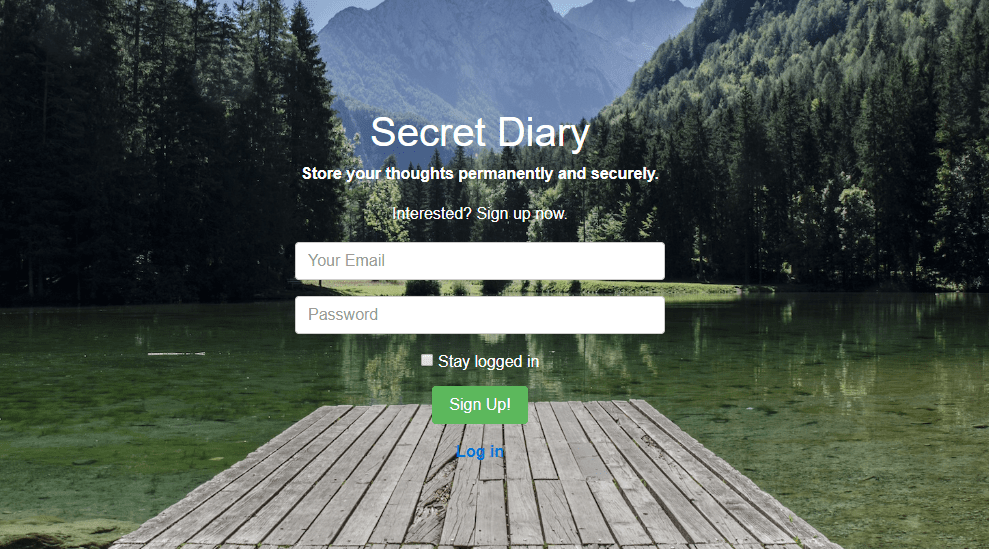 Secret Diary
Store your thoughts permanently and securely.
Interested? Sign up now.
Your Email
Password
Stay logged in
Sign Up!
Log in